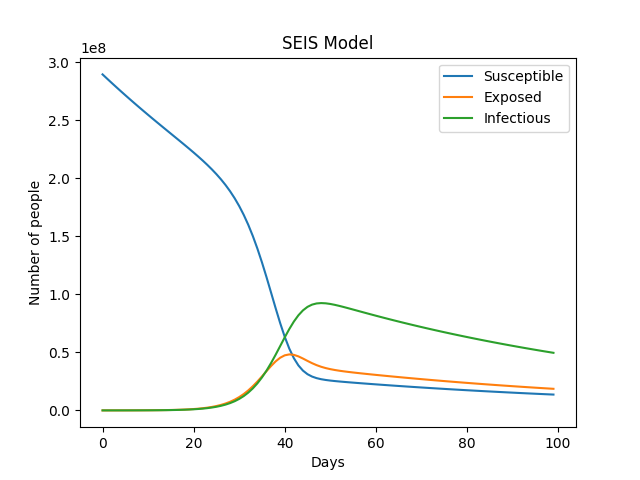 SEIS Model
1e8
3.0
2.5
2.0
1.5
1.0
0.5
0.0
Number of people
Susceptible
Exposed
Infectious
0 20 40 60 80 100
Days